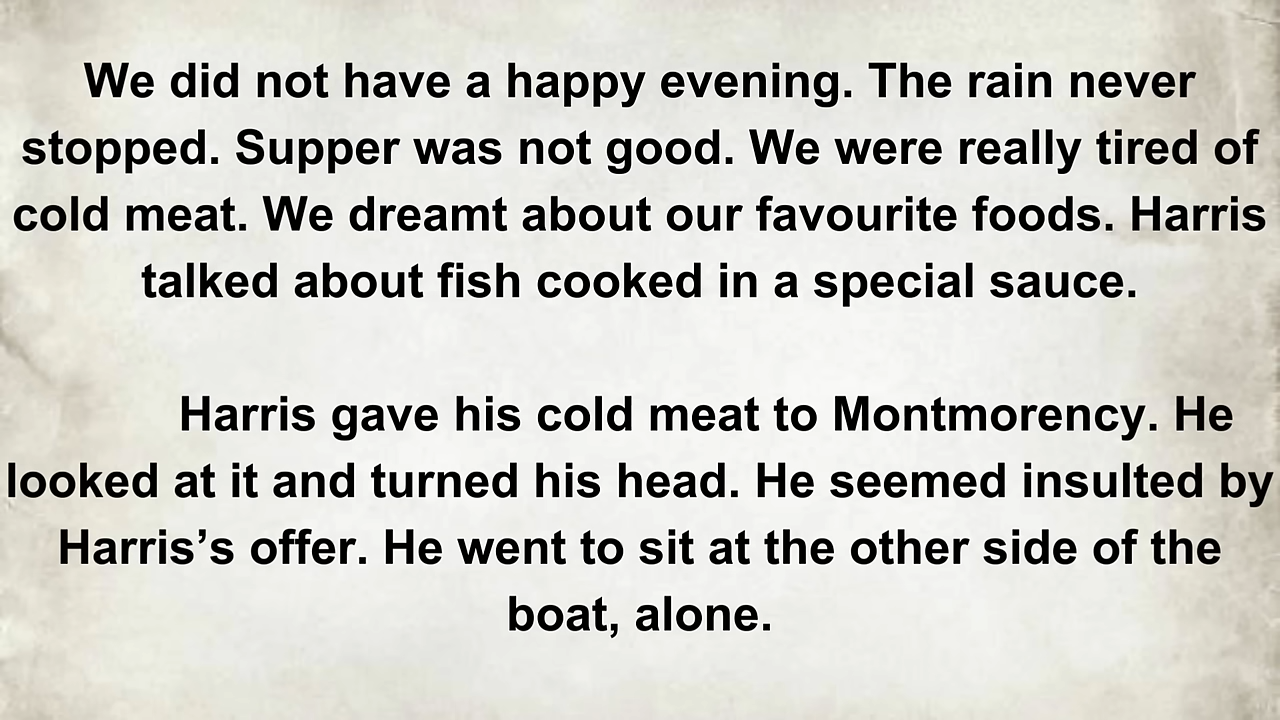 We did not have a happy evening. The rain never
stopped. Supper was not good. We were really tired of
cold meat. We dreamt about our favourite foods. Harris
talked about fish cooked in a special sauce.
Harris gave his cold meat to Montmorency. He
looked at it and turned his head. He seemed insulted by
Harris’s offer. He went to sit at the other side of the
boat, alone.